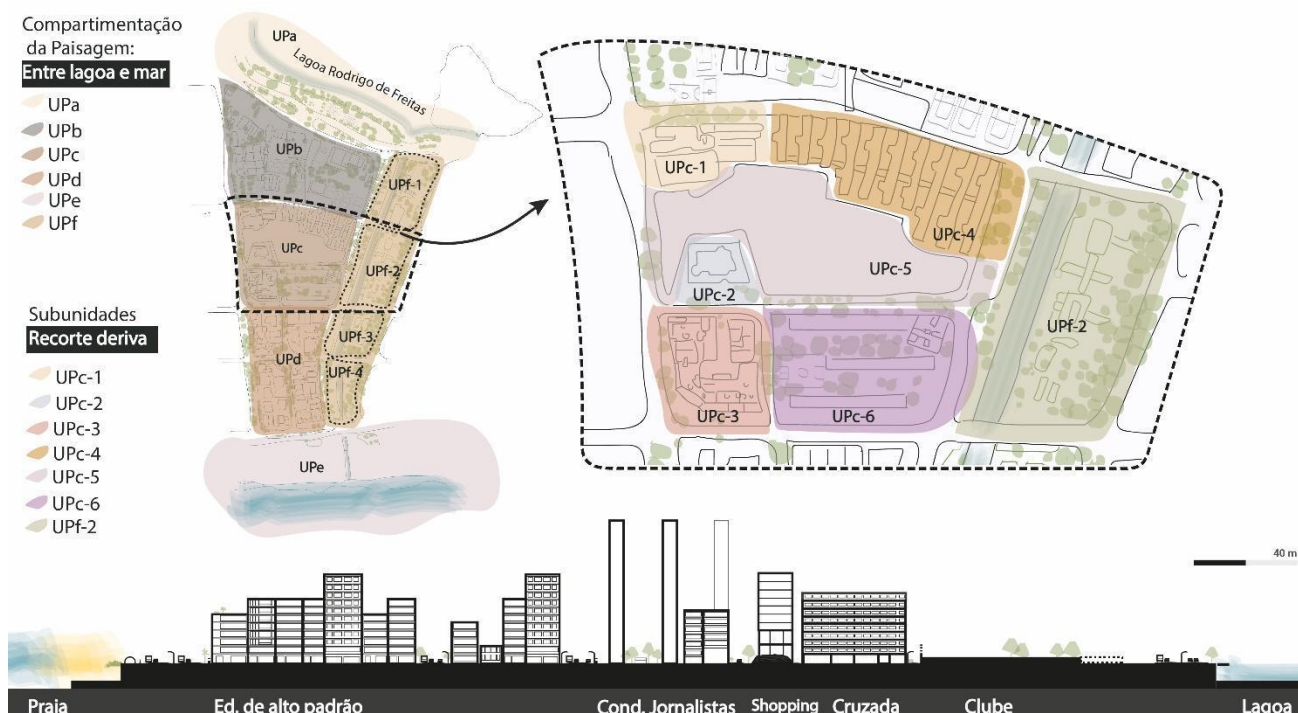 Compartimentação
da Paisagem:
Entre lagoa e mar
UPa
UPb
UPc
UPd
UPe
UPf
Subunidades
Recorte deriva
UPc-1
UPc-2
UPc-3
UPc-4
UPc-5
UPc-6
UPf-2
UPa
Lagoa Rodrigo de Freitas
UPb
UPf-1
UPc
UPf-2
UPf-3
UPd
UPf-4
UPe
UPc-1
UPc-4
UPc-5
UPc-2
UPf-2
UPc-3
UPc-6
40 m
Praia Ed. de alto padrão Cond. Jornalistas Shopping Cruzada Clube Lagoa